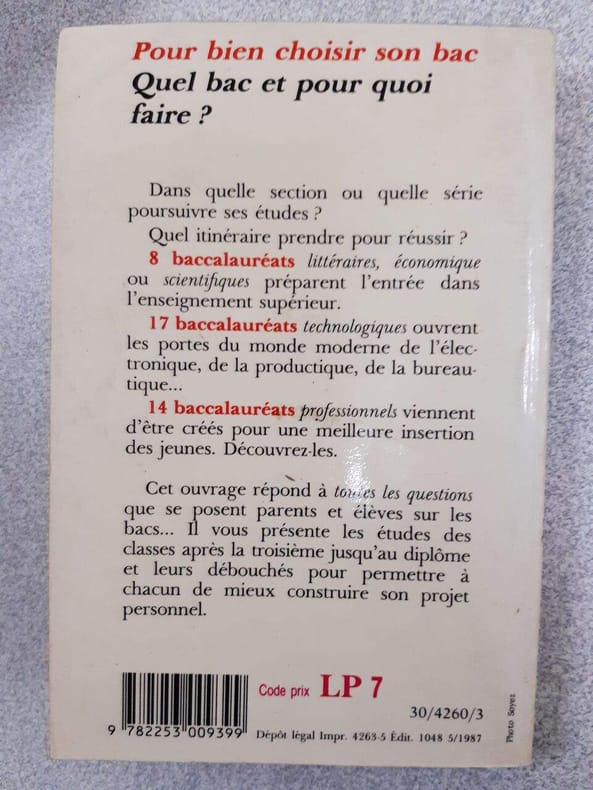 Pour bien choisir son bac
Quel bac et pour quoi
faire ?
Dans quelle section ou quelle série
poursuivre ses études ?
Quel itinéraire prendre pour réussir ?
8 baccalauréats littéraires, économique
ou scientifiques préparent l'entrée dans
l'enseignement supérieur.
17 baccalauréats technologiques ouvrent
les portes du monde moderne de l'élec-
tronique, de la productique, de la bureau-
tique...
14 baccalauréats professionnels viennent
d'être créés pour une meilleure insertion
des jeunes. Découvrez-les.
Cet ouvrage répond à toutes les questions
que se posent parents et élèves sur les
bacs... Il vous présente les études des
classes après la troisième jusqu'au diplôme
et leurs débouchés pour permettre à
chacun de mieux construire son projet
personnel.
Code prix LP 7
30/4260/3
9 782253 009399
Dépôt légal Impr. 4263-5 Édit. 1048 5/1987
Photo Soyez